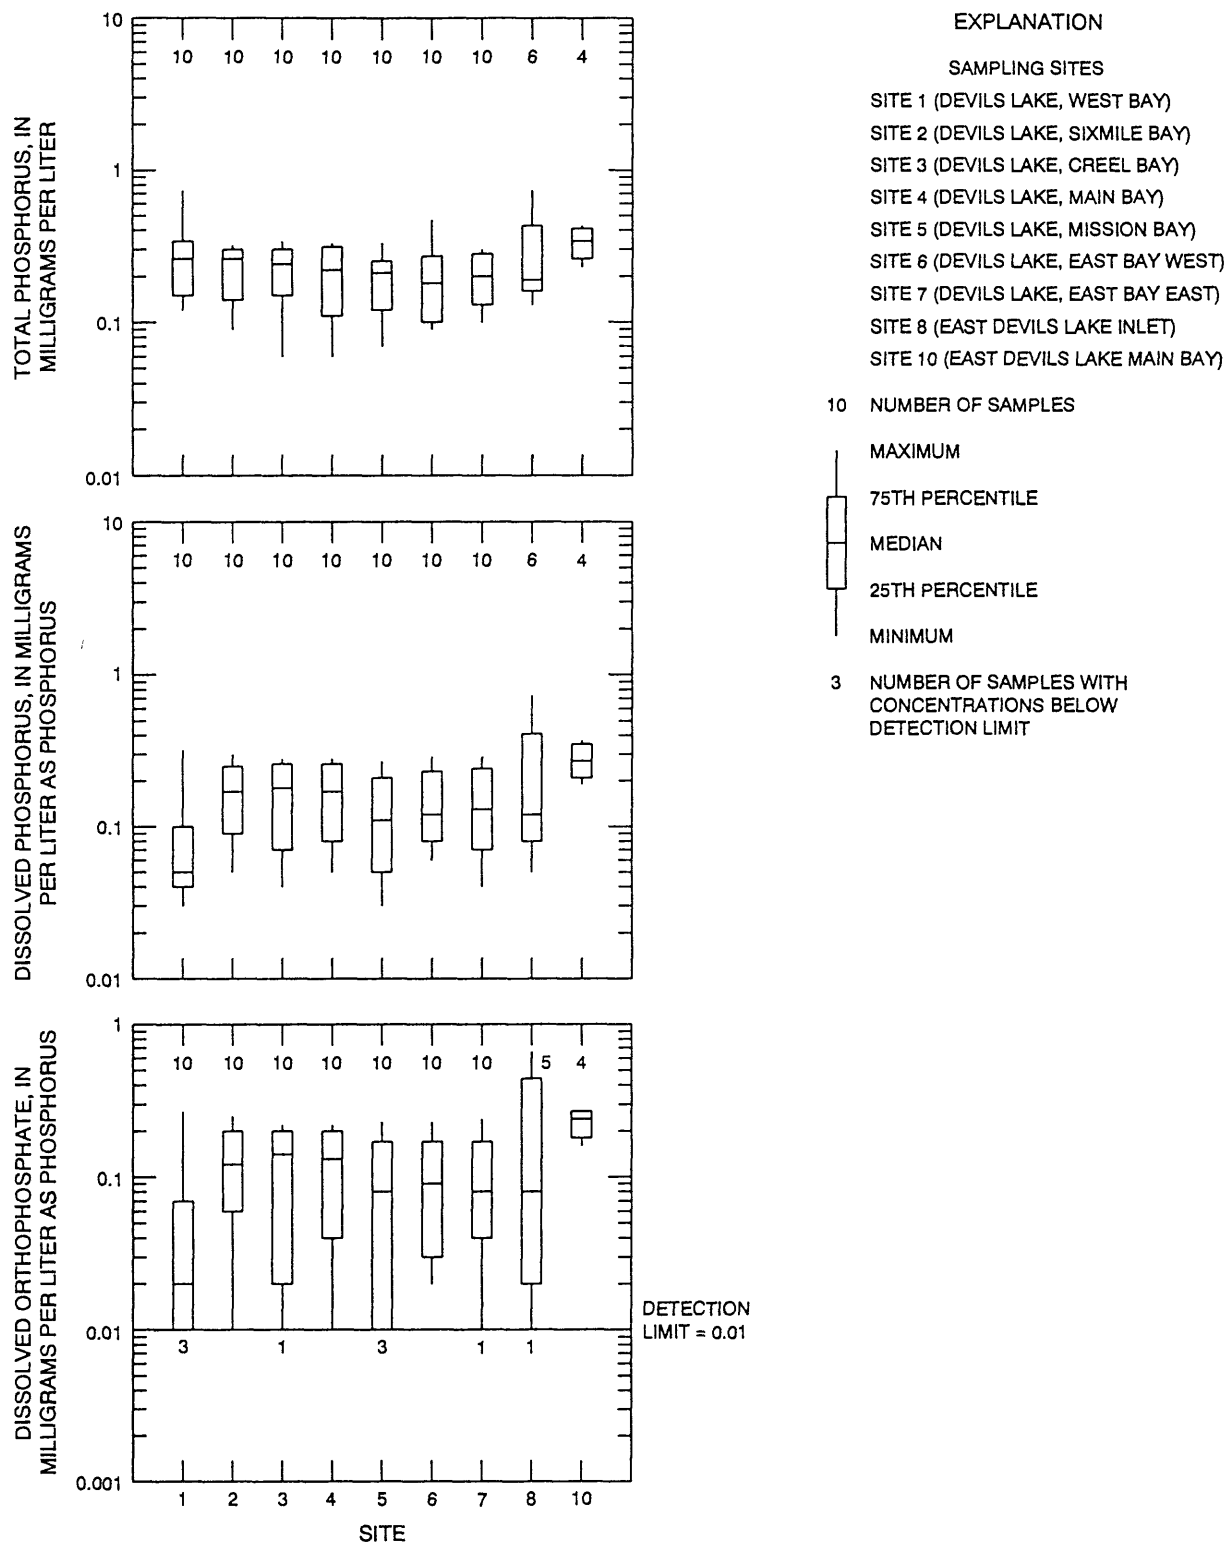 TOTAL PHOSPHORUS, IN
MILLIGRAMS PER LITER
10
1
0.1
0.01
10 10 10 10 10 10 10 6 4
DISSOLVED PHOSPHORUS, IN MILLIGRAMS
PER LITER AS PHOSPHORUS
10
1
0.1
0.01
10 10 10 10 10 10 10 6 4
DISSOLVED ORTHOPHOSPHATE, IN
MILLIGRAMS PER LITER AS PHOSPHORUS
1
0.1
0.01
0.001
10 10 10 10 10 10 10 5 4
3 1 3 1 1
DETECTION
LIMIT = 0.01
1 2 3 4 5 6 7 8 10
SITE
EXPLANATION
SAMPLING SITES
SITE 1 (DEVILS LAKE, WEST BAY)
SITE 2 (DEVILS LAKE, SIXMILE BAY)
SITE 3 (DEVILS LAKE, CREEL BAY)
SITE 4 (DEVILS LAKE, MAIN BAY)
SITE 5 (DEVILS LAKE, MISSION BAY)
SITE 6 (DEVILS LAKE, EAST BAY WEST)
SITE 7 (DEVILS LAKE, EAST BAY EAST)
SITE 8 (EAST DEVILS LAKE INLET)
SITE 10 (EAST DEVILS LAKE MAIN BAY)
10 NUMBER OF SAMPLES
MAXIMUM
75TH PERCENTILE
MEDIAN
25TH PERCENTILE
MINIMUM
3 NUMBER OF SAMPLES WITH
CONCENTRATIONS BELOW
DETECTION LIMIT